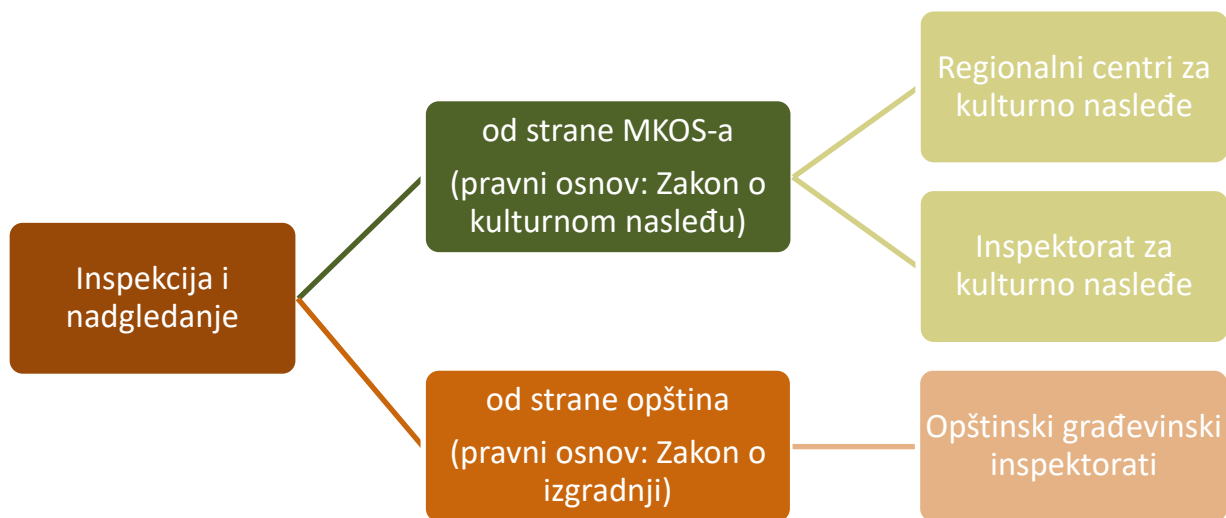 Inspekcija i
nadgledanje
od strane MKOS-a
(pravni osnov: Zakon o
kulturnom nasleđu)
Regionalni centri za
kulturno nasleđe
Inspektorat za
kulturno nasleđe
od strane opština
(pravni osnov: Zakon o
izgradnji)
Opštinski građevinski
inspektorati